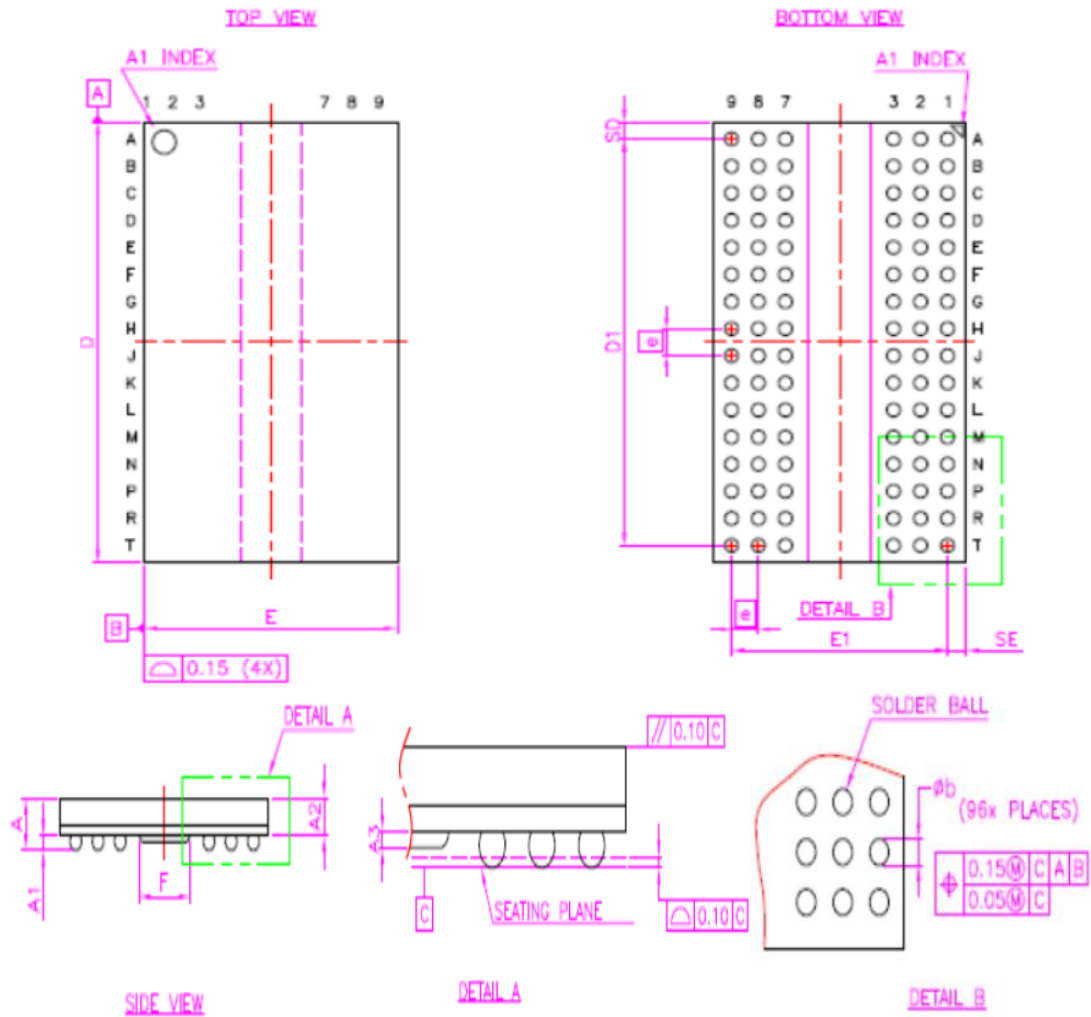 TOP VIEW
BOTTOM VIEW
A1 INDEX
A1 INDEX
A
1 2 3 7 8 9
9 8 7 3 2 1
SD
A A
B B
C C
D D
E E
F F
G G
H H
J J
K K
L L
M M
N N
P P
R R
T T
D
D1
e
E
B
0.15 (4X)
e
DETAIL B
E1
SE
DETAIL A
A
A1
A2
F
SIDE VIEW
// 0.10 C
A3
C
SEATING PLANE
0.10 C
DETAIL A
SOLDER BALL
Øb
(96x PLACES)
⌖ 0.15Ⓜ C A B
0.05Ⓜ C
DETAIL B